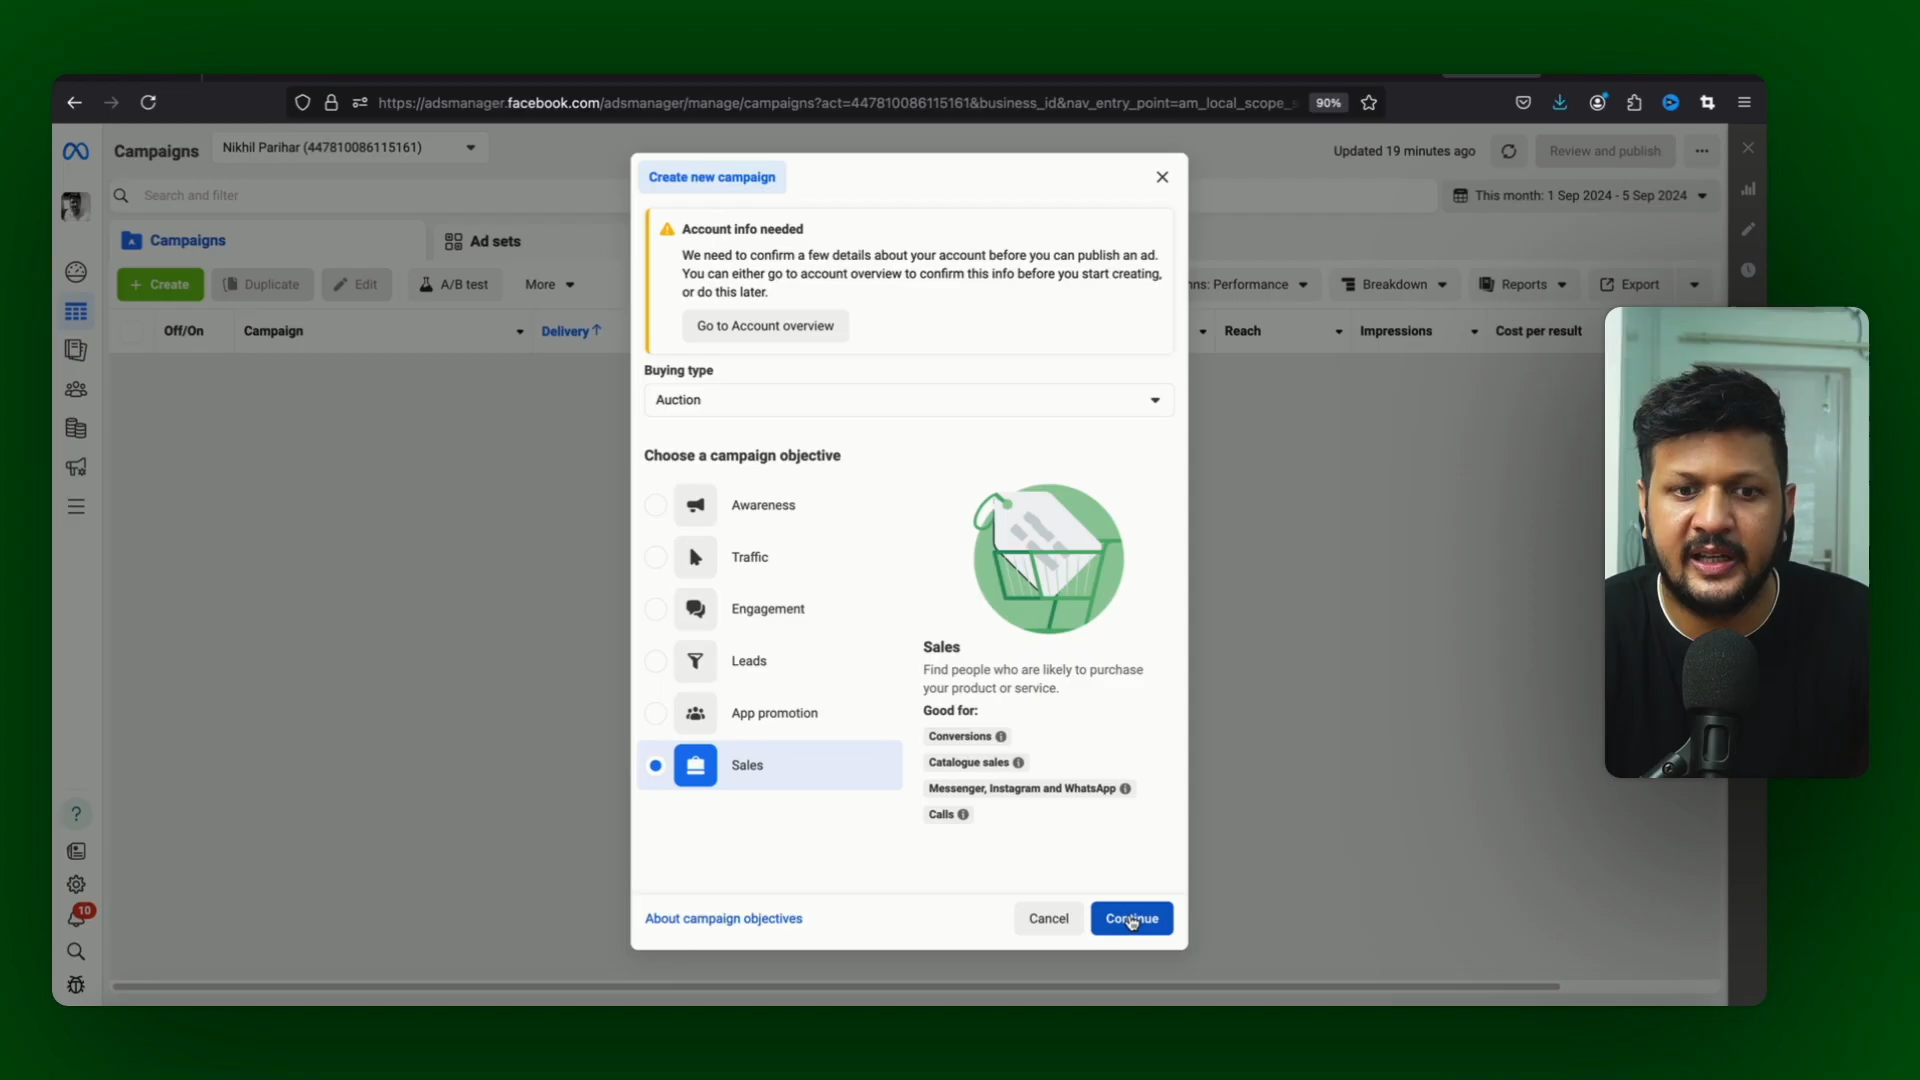 https://adsmanager.facebook.com/adsmanager/manage/campaigns?act=447810086115161&business_id&nav_entry_point=am_local_scope_s
90%
Campaigns
Nikhil Parihar (447810086115161)
Updated 19 minutes ago
Review and publish
Search and filter
This month: 1 Sep 2024 - 5 Sep 2024
Campaigns
Ad sets
+ Create
Duplicate
Edit
A/B test
More
ns: Performance
Breakdown
Reports
Export
Off/On
Campaign
Delivery↑
Reach
Impressions
Cost per result
Create new campaign
Account info needed
We need to confirm a few details about your account before you can publish an ad.
You can either go to account overview to confirm this info before you start creating,
or do this later.
Go to Account overview
Buying type
Auction
Choose a campaign objective
Awareness
Traffic
Engagement
Leads
App promotion
Sales
Sales
Find people who are likely to purchase
your product or service.
Good for:
Conversions
Catalogue sales
Messenger, Instagram and WhatsApp
Calls
About campaign objectives
Cancel
Continue
?
10